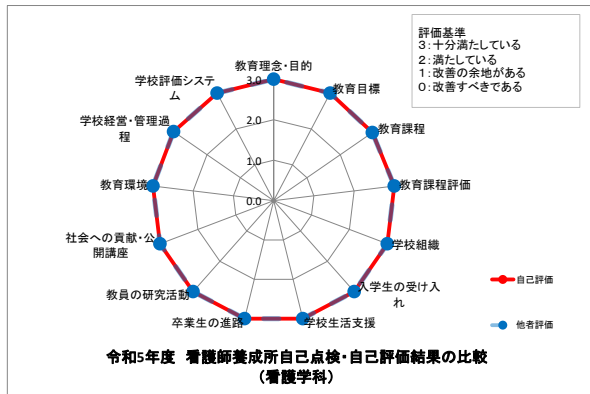 評価基準
3：十分満たしている
2：満たしている
1：改善の余地がある
0：改善すべきである
教育理念・目的
教育目標
教育課程
教育課程評価
学校組織
入学生の受け入
れ
学校生活支援
卒業生の進路
教員の研究活動
社会への貢献・公
開講座
教育環境
学校経営・管理過
程
学校評価システ
ム
3.0
2.0
1.0
0.0
自己評価
他者評価
令和5年度 看護師養成所自己点検・自己評価結果の比較
（看護学科）